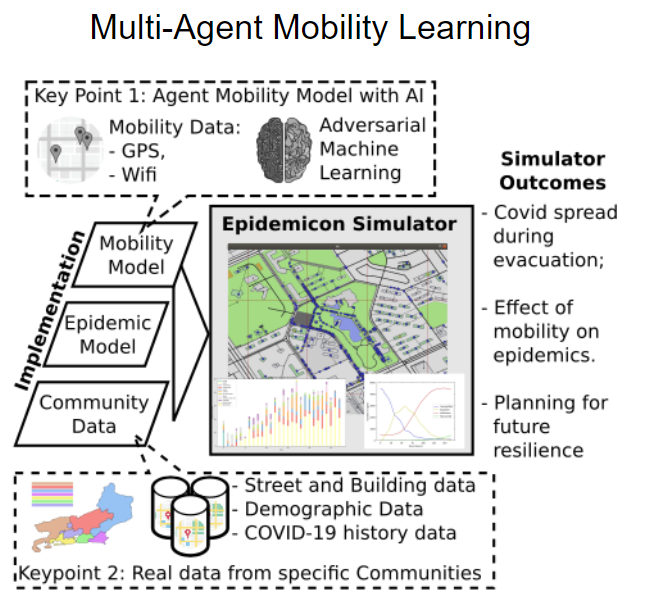 Multi-Agent Mobility Learning
Key Point 1: Agent Mobility Model with AI
Mobility Data:
- GPS,
- Wifi
Adversarial
Machine
Learning
Implementation
Mobility
Model
Epidemic
Model
Community
Data
Epidemicon Simulator
Simulator
Outcomes
- Covid spread
during
evacuation;
- Effect of
mobility on
epidemics.
- Planning for
future
resilience
- Street and Building data
- Demographic Data
- COVID-19 history data
Keypoint 2: Real data from specific Communities